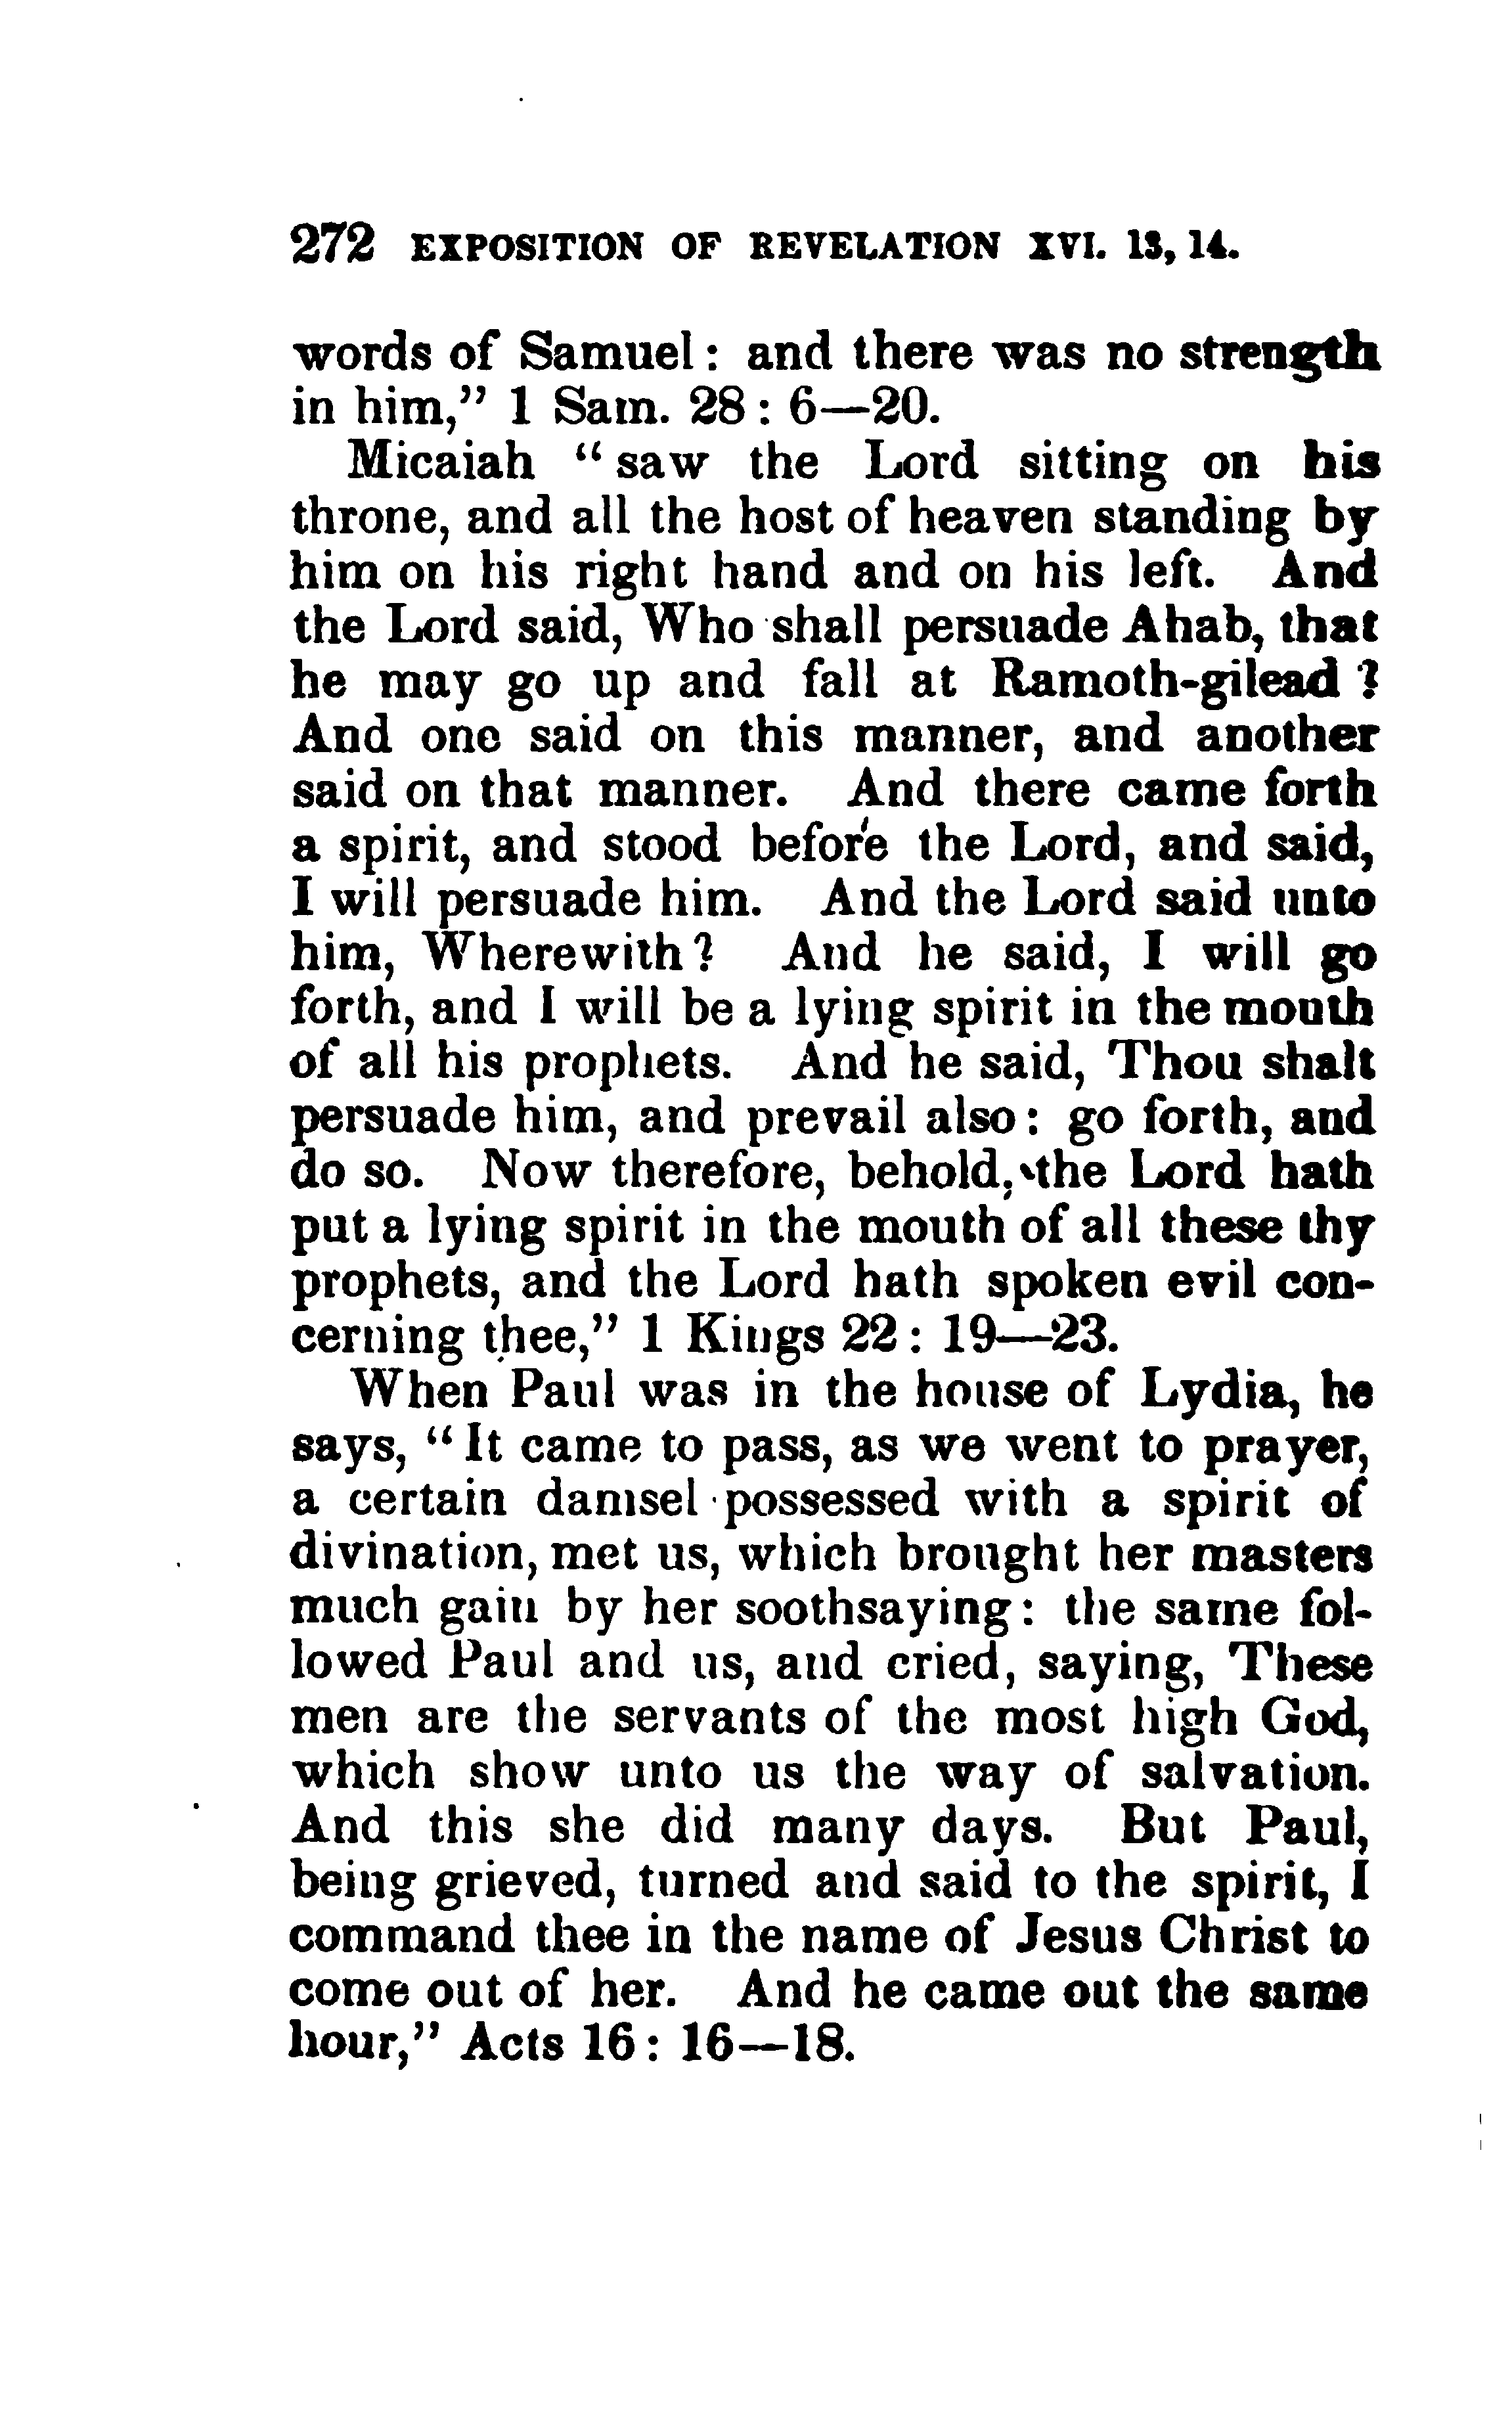 272 EXPOSITION OF REVELATION XVI. 13, 14.
words of Samuel: and there was no strength
in him,” 1 Sam. 28: 6—20.
Micaiah “saw the Lord sitting on his
throne, and all the host of heaven standing by
him on his right hand and on his left. And
the Lord said, Who shall persuade Ahab, that
he may go up and fall at Ramoth-gilead?
And one said on this manner, and another
said on that manner. And there came forth
a spirit, and stood before the Lord, and said,
I will persuade him. And the Lord said unto
him, Wherewith? And he said, I will go
forth, and I will be a lying spirit in the mouth
of all his prophets. And he said, Thou shalt
persuade him, and prevail also: go forth, and
do so. Now therefore, behold, the Lord hath
put a lying spirit in the mouth of all these thy
prophets, and the Lord hath spoken evil con-
cerning thee,” 1 Kings 22: 19—23.
When Paul was in the house of Lydia, he
says, “It came to pass, as we went to prayer,
a certain damsel possessed with a spirit of
divination, met us, which brought her masters
much gain by her soothsaying: the same fol-
lowed Paul and us, and cried, saying, These
men are the servants of the most high God,
which show unto us the way of salvation.
And this she did many days. But Paul,
being grieved, turned and said to the spirit, I
command thee in the name of Jesus Christ to
come out of her. And he came out the same
hour,” Acts 16: 16—18.